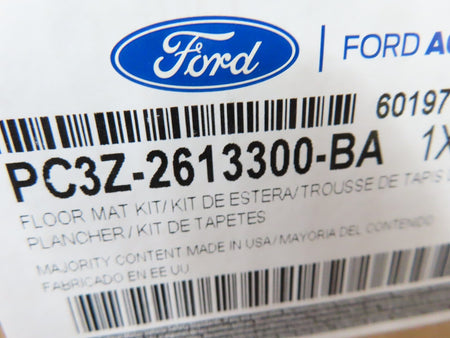 Ford
FORD
60197
PC3Z-2613300-BA 1X
FLOOR MAT KIT/KIT DE ESTERA/TROUSSE DE TAPIS
PLANCHER/KIT DE TAPETES
MAJORITY CONTENT MADE IN USA/MAYORIA DEL CONTENIDO
FABRICADO EN EE UU